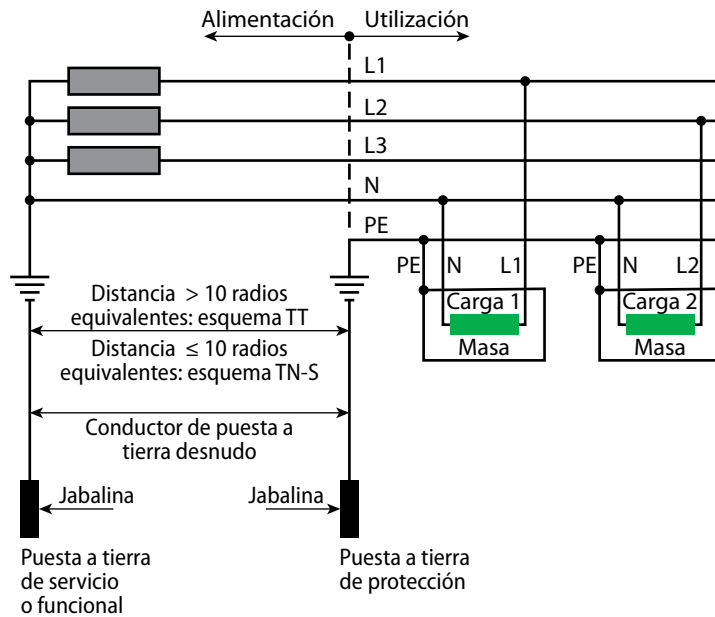 Alimentación Utilización
L1
L2
L3
N
PE
PE N L1 PE N L2
Carga 1 Carga 2
Masa Masa
Distancia > 10 radios
equivalentes: esquema TT
Distancia ≤ 10 radios
equivalentes: esquema TN-S
Conductor de puesta a
tierra desnudo
Jabalina Jabalina
Puesta a tierra
de servicio
o funcional
Puesta a tierra
de protección